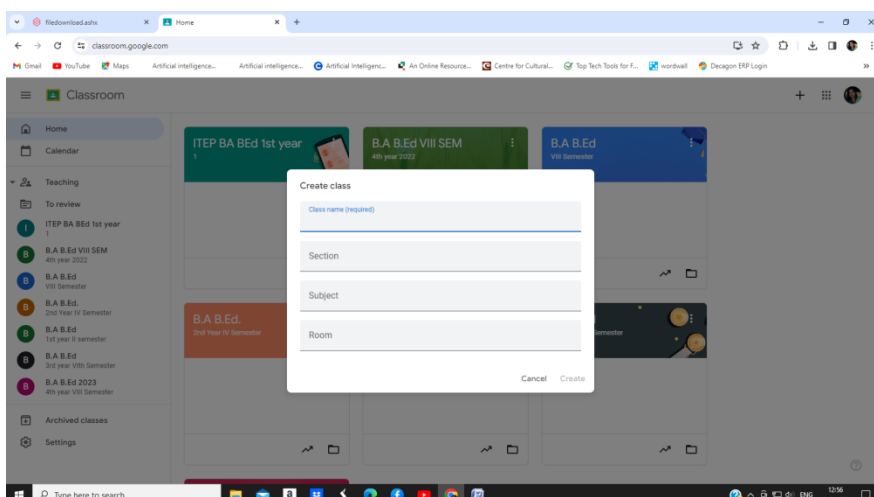 filedownload.ashx
Home
classroom.google.com
Gmail
YouTube
Maps
Artificial intelligence...
Artificial intelligence...
Artificial Intelligenc...
An Online Resource...
Centre for Cultural...
Top Tech Tools for F...
wordwall
Decagon ERP Login
Classroom
Home
Calendar
Teaching
To review
ITEP BA BEd 1st year
1
B.A B.Ed VIII SEM
4th year 2022
B.A B.Ed
VIII Semester
B.A B.Ed.
2nd Year IV Semester
B.A B.Ed
1st year II semester
B.A B.Ed
3rd year VIth Semester
B.A B.Ed 2023
4th year VIII Semester
Archived classes
Settings
ITEP BA BEd 1st year
1
B.A B.Ed VIII SEM
4th year 2022
B.A B.Ed
VIII Semester
B.A B.Ed.
2nd Year IV Semester
Semester
Create class
Class name (required)
Section
Subject
Room
Cancel Create
Type here to search
ENG
12:56